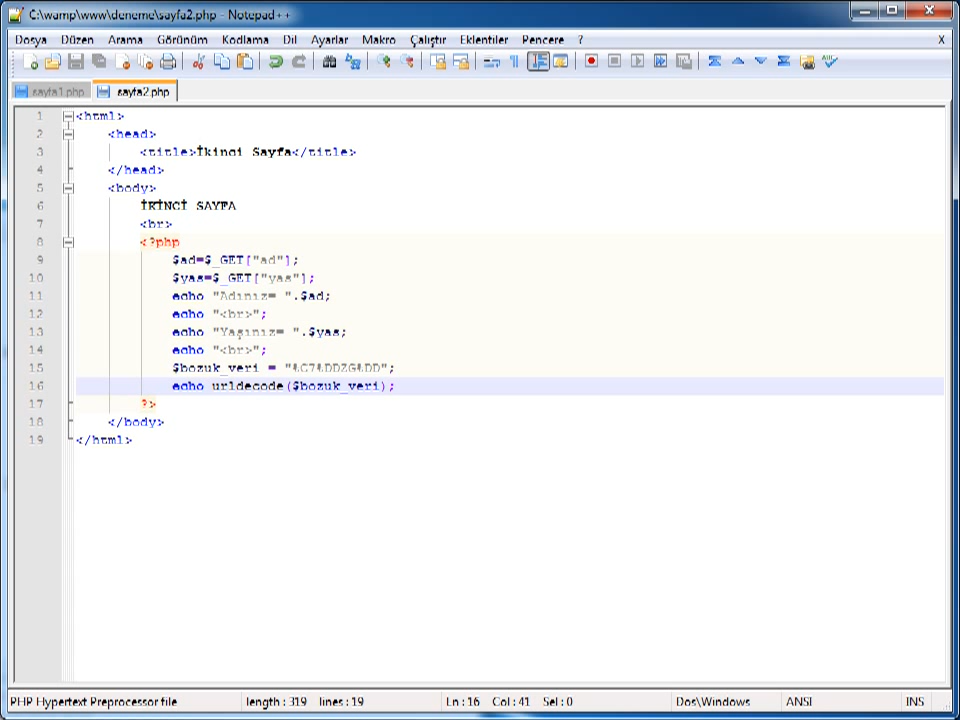 C:\wamp\www\deneme\sayfa2.php - Notepad++
Dosya Düzen Arama Görünüm Kodlama Dil Ayarlar Makro Çalıştır Eklentiler Pencere ? X
sayfa1.php sayfa2.php
1 <html>
2 <head>
3 <title>İkinci Sayfa</title>
4 </head>
5 <body>
6 İKİNCİ SAYFA
7 <br>
8 <?php
9 $ad=$_GET["ad"];
10 $yas=$_GET["yas"];
11 echo "Adınız= ".$ad;
12 echo "<br>";
13 echo "Yaşınız= ".$yas;
14 echo "<br>";
15 $bozuk_veri = "%C7%DDZG%DD";
16 echo urldecode($bozuk_veri);
17 ?>
18 </body>
19 </html>
PHP Hypertext Preprocessor file length : 319 lines : 19 Ln : 16 Col : 41 Sel : 0 Dos\Windows ANSI INS